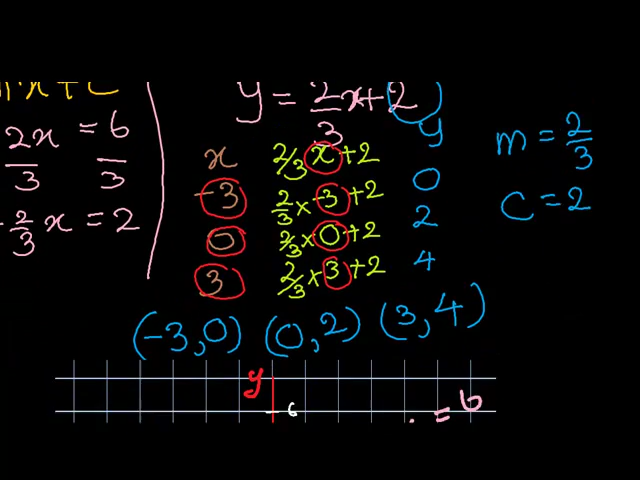 x + c
2x/3 = 6/3
-2/3 x = 2
y = 2/3 x + 2
x 2/3 x + 2 y
-3 2/3 × -3 + 2 0
0 2/3 × 0 + 2 2
3 2/3 × 3 + 2 4
m = 2/3
C = 2
(-3,0) (0,2) (3,4)
y
6
= 6